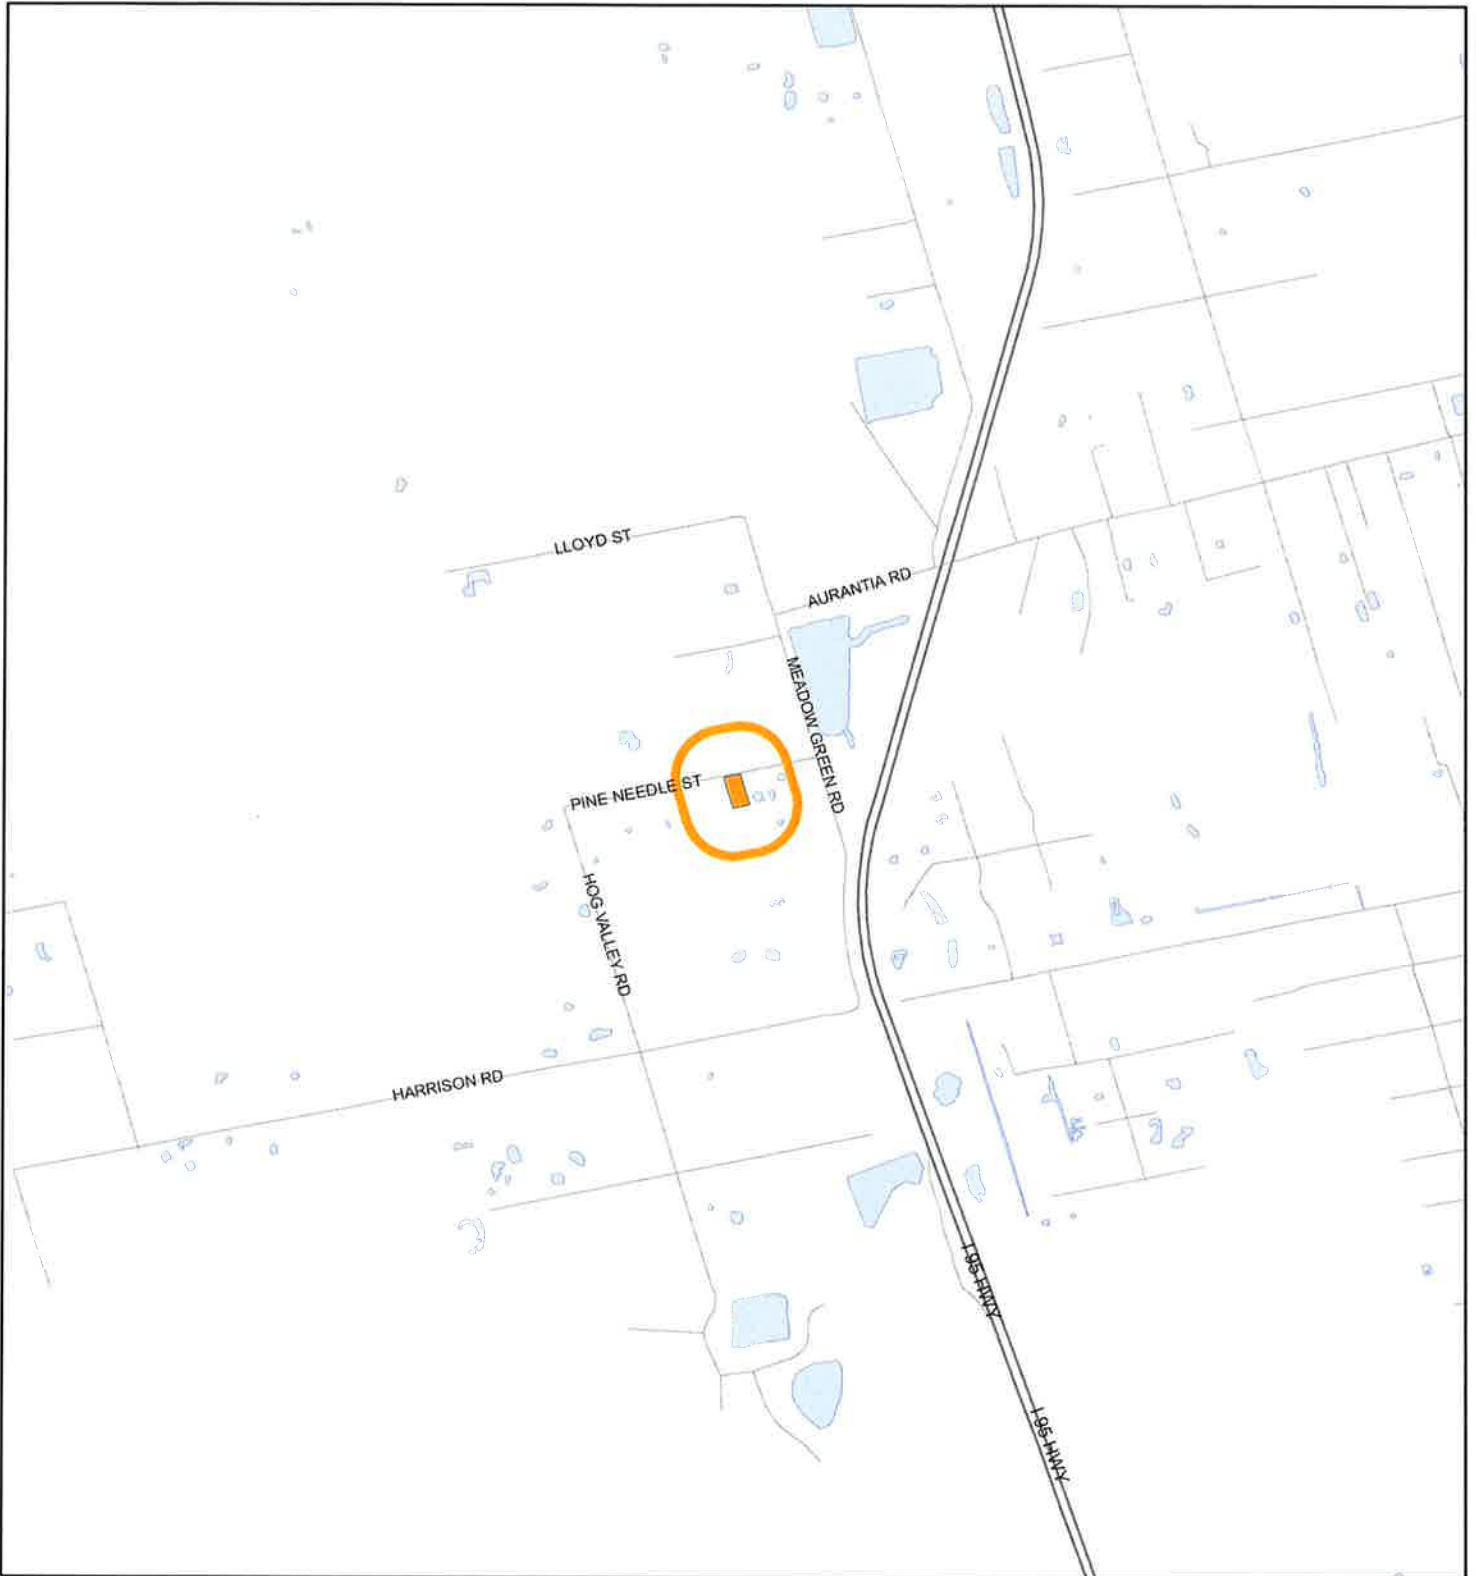 LLOYD ST
AURANTIA RD
MEADOW GREEN RD
PINE NEEDLE ST
HOG VALLEY RD
HARRISON RD
I 95 HWY
I 95 HWY